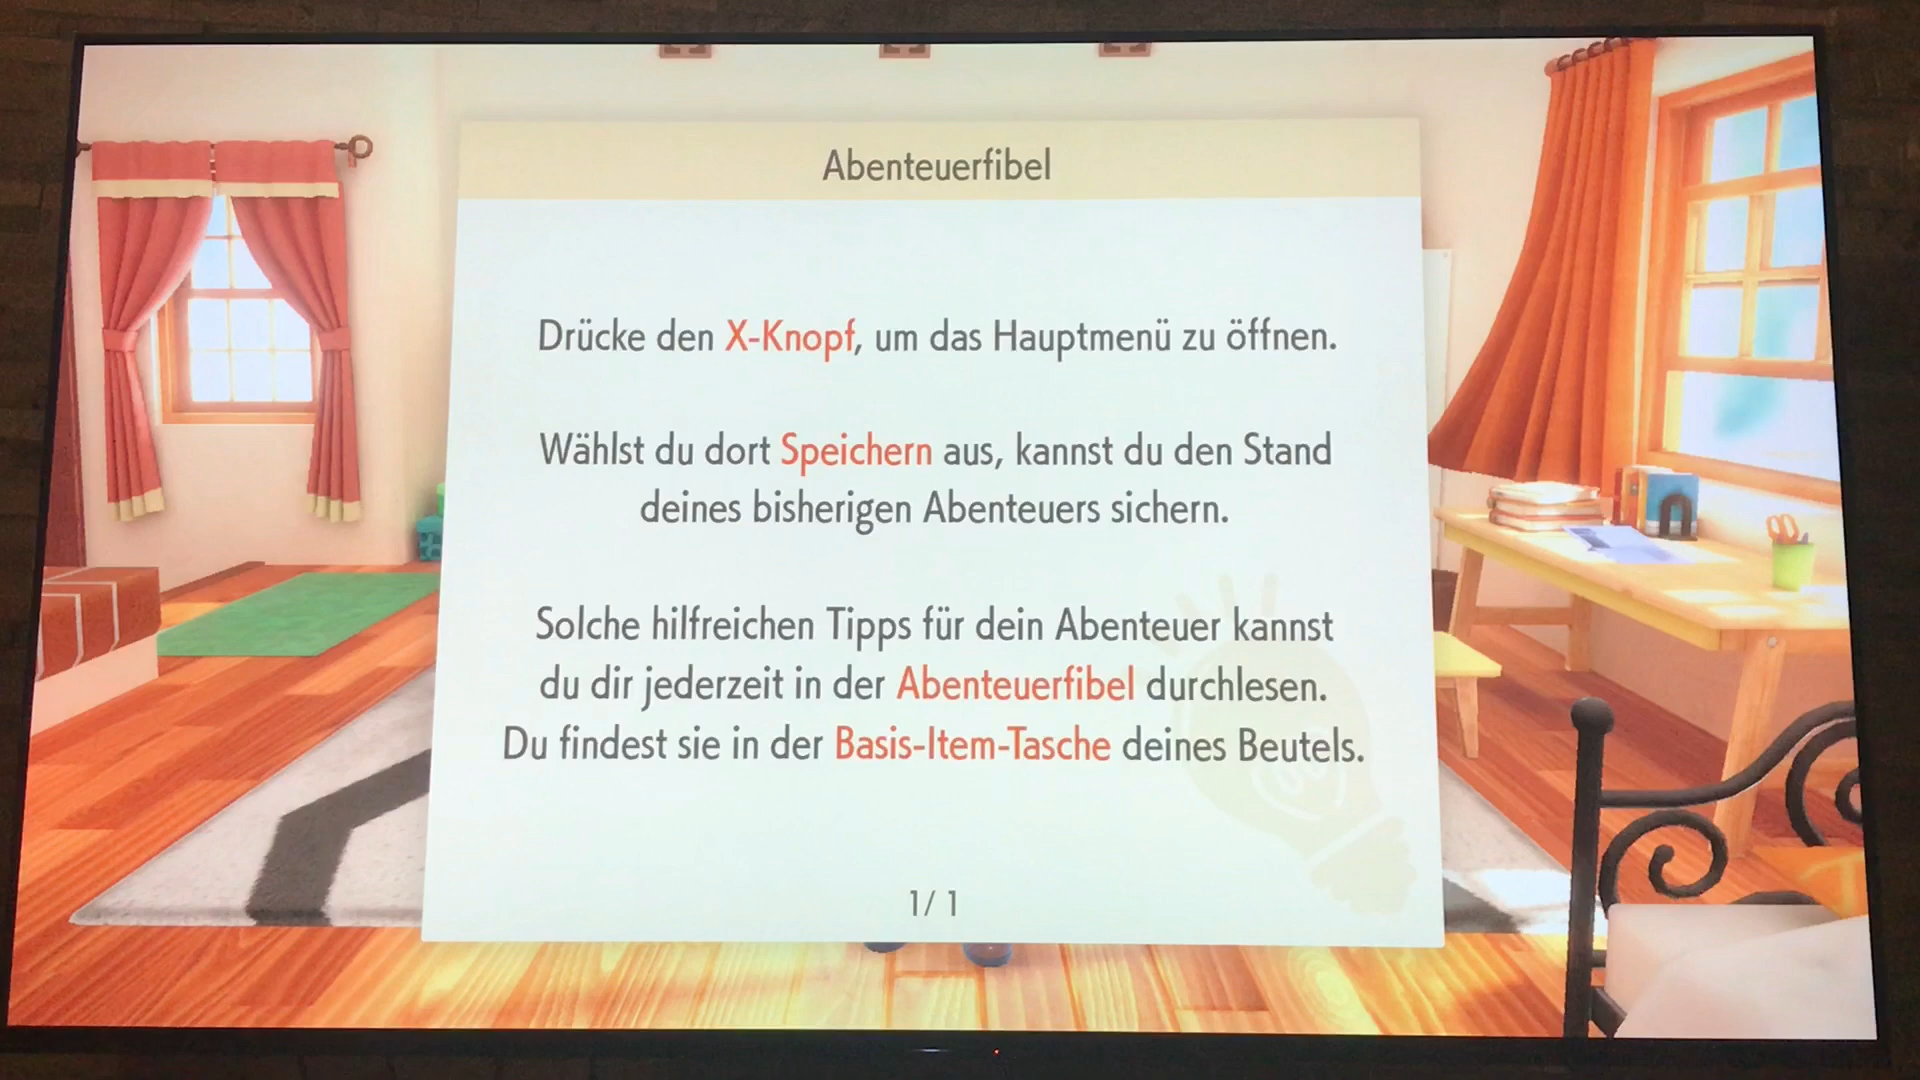 Abenteuerfibel
Drücke den X-Knopf, um das Hauptmenü zu öffnen.
Wählst du dort Speichern aus, kannst du den Stand
deines bisherigen Abenteuers sichern.
Solche hilfreichen Tipps für dein Abenteuer kannst
du dir jederzeit in der Abenteuerfibel durchlesen.
Du findest sie in der Basis-Item-Tasche deines Beutels.
1/ 1